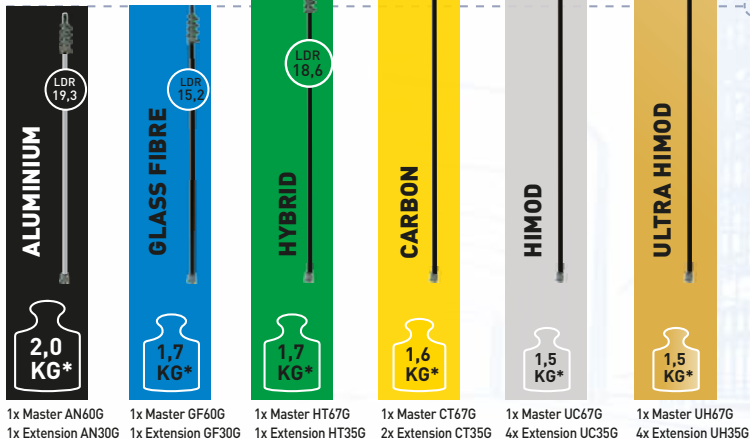 LDR
19,3
ALUMINIUM
2,0
KG*
1x Master AN60G
1x Extension AN30G
LDR
15,2
GLASS FIBRE
1,7
KG*
1x Master GF60G
1x Extension GF30G
LDR
18,6
HYBRID
1,7
KG*
1x Master HT67G
1x Extension HT35G
CARBON
1,6
KG*
1x Master CT67G
2x Extension CT35G
HIMOD
1,5
KG*
1x Master UC67G
4x Extension UC35G
ULTRA HIMOD
1,5
KG*
1x Master UH67G
4x Extension UH35G